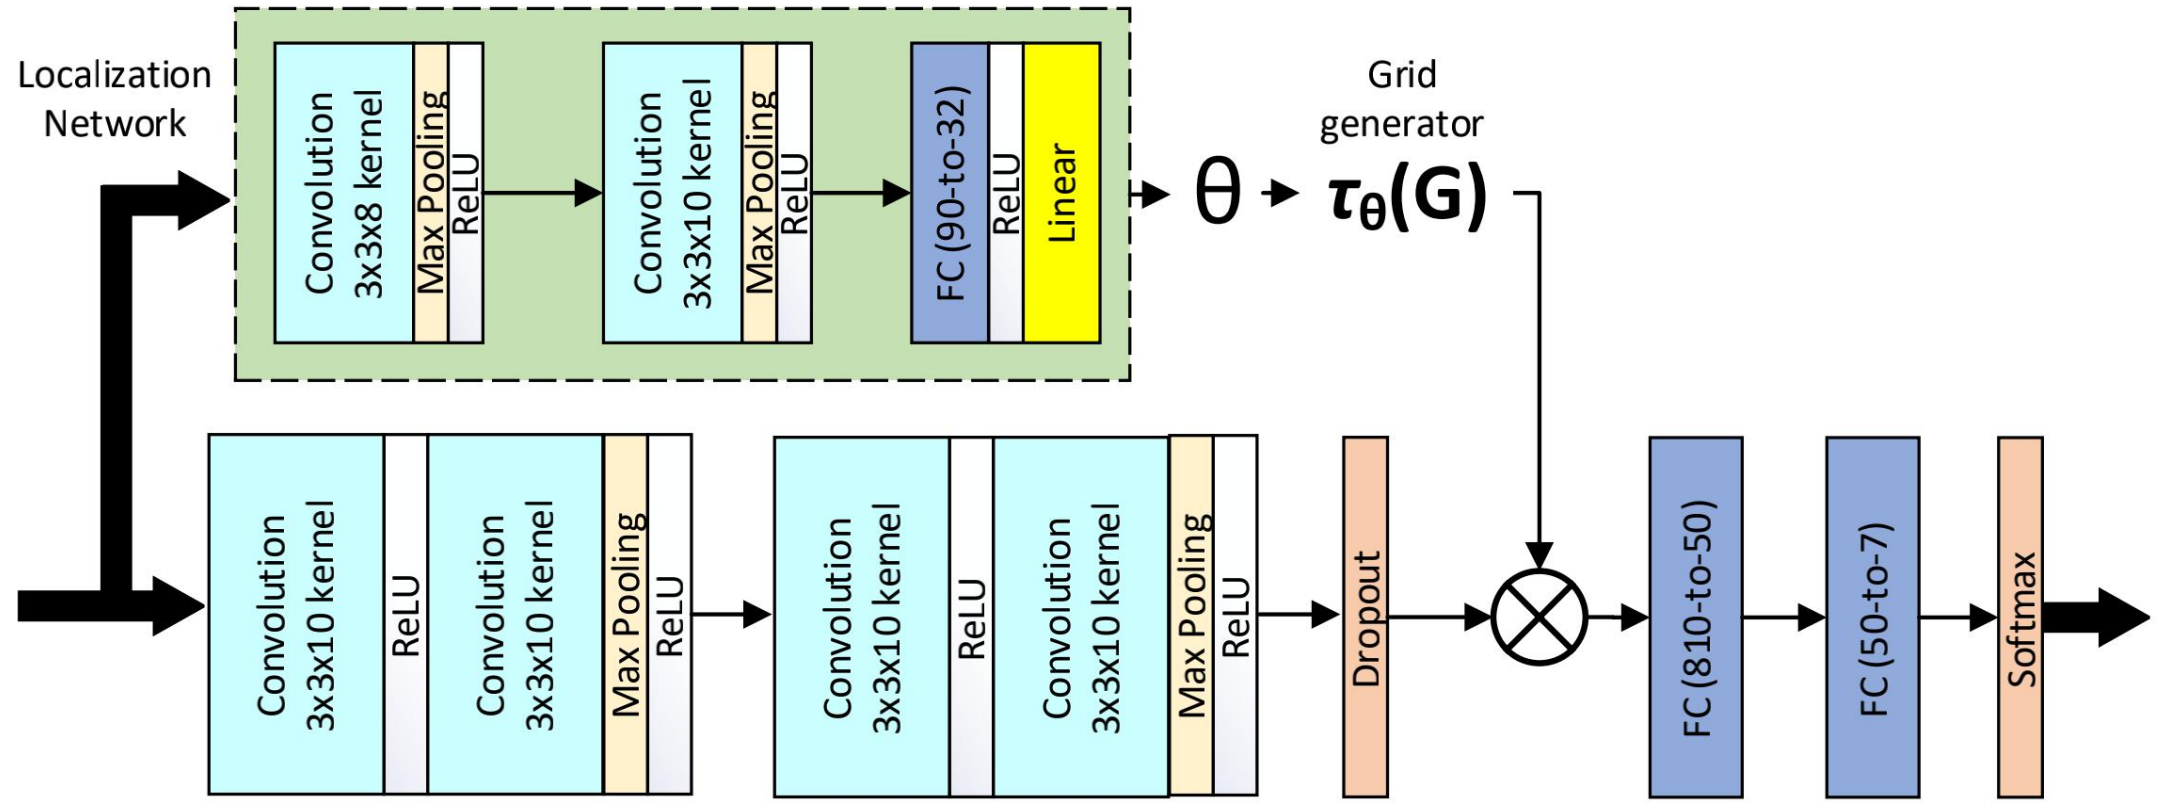 Localization
Network
Convolution
3x3x8 kernel
Max Pooling
ReLU
Convolution
3x3x10 kernel
Max Pooling
ReLU
FC (90-to-32)
ReLU
Linear
θ
Grid
generator
τθ(G)
Convolution
3x3x10 kernel
ReLU
Convolution
3x3x10 kernel
Max Pooling
ReLU
Convolution
3x3x10 kernel
ReLU
Convolution
3x3x10 kernel
Max Pooling
ReLU
Dropout
FC (810-to-50)
FC (50-to-7)
Softmax